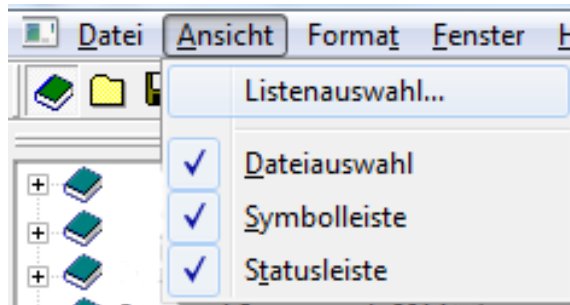 Datei Ansicht Format Fenster
Listenauswahl...
Dateiauswahl
Symbolleiste
Statusleiste